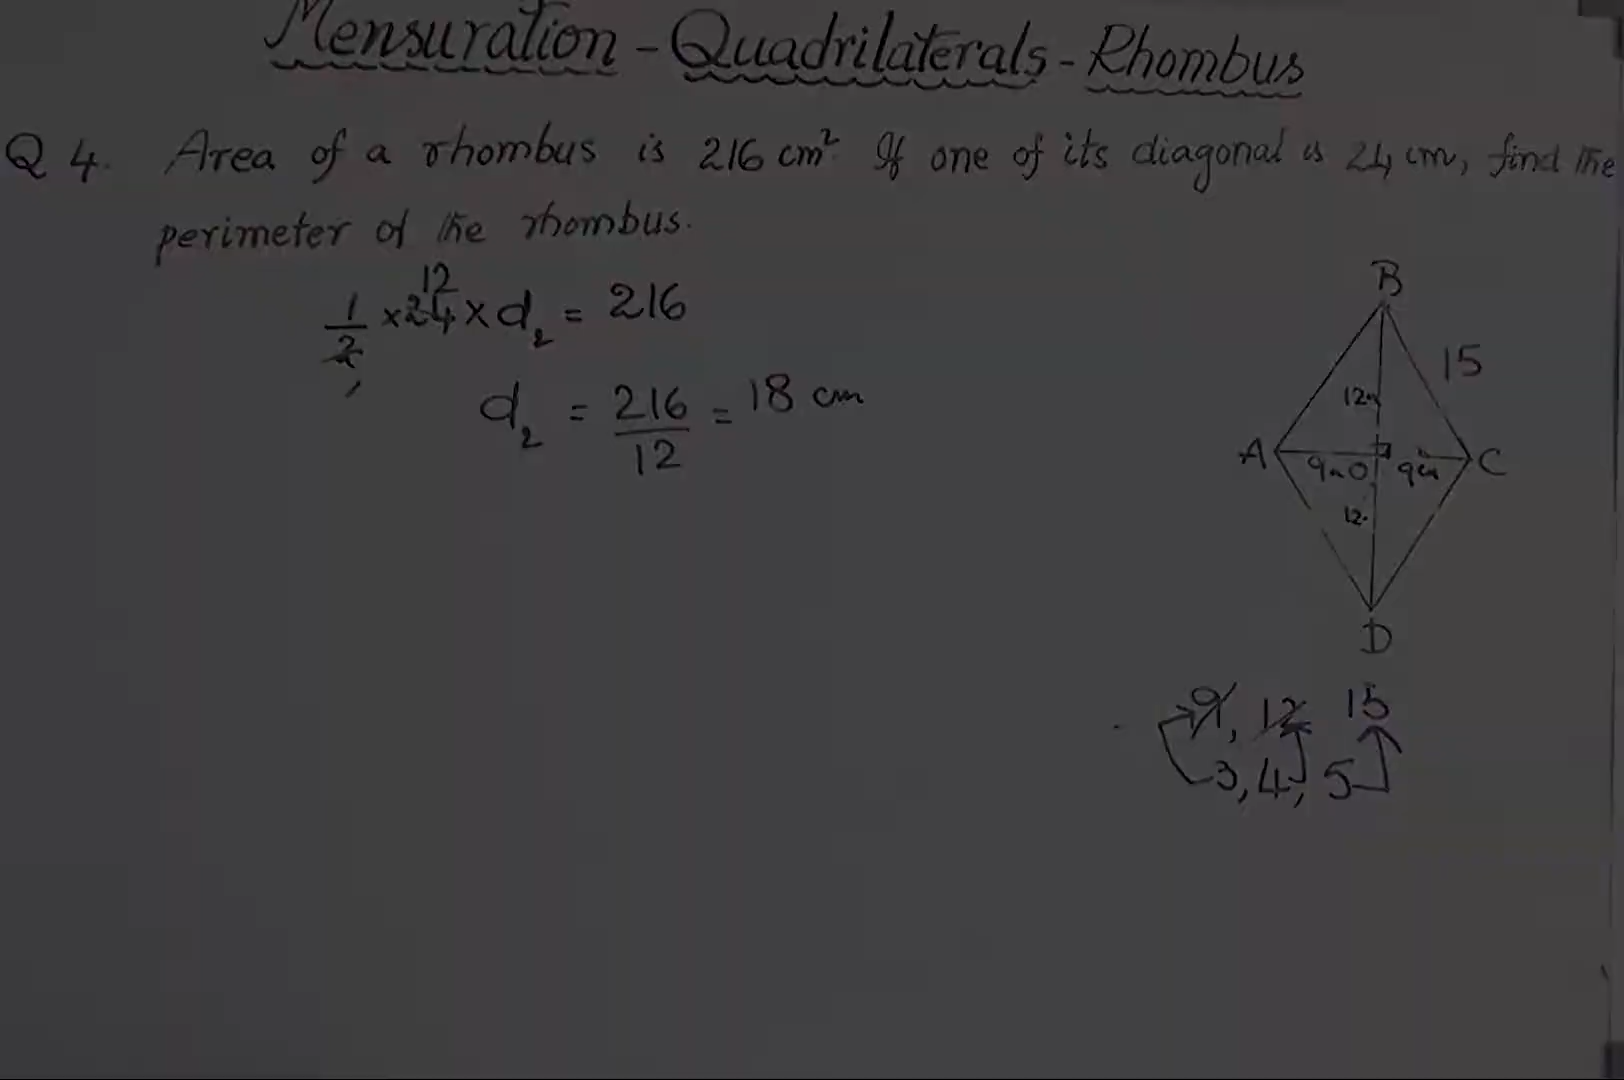 Mensuration - Quadrilaterals - Rhombus
Q 4. Area of a rhombus is 216 cm² If one of its diagonal is 24 cm, find the
perimeter of the rhombus.
12
1/2 × 24 × d₂ = 216
d₂ = 216/12 = 18 cm
B
15
12
A 9 O 9cm C
12
D
9, 12 15
3, 4, 5